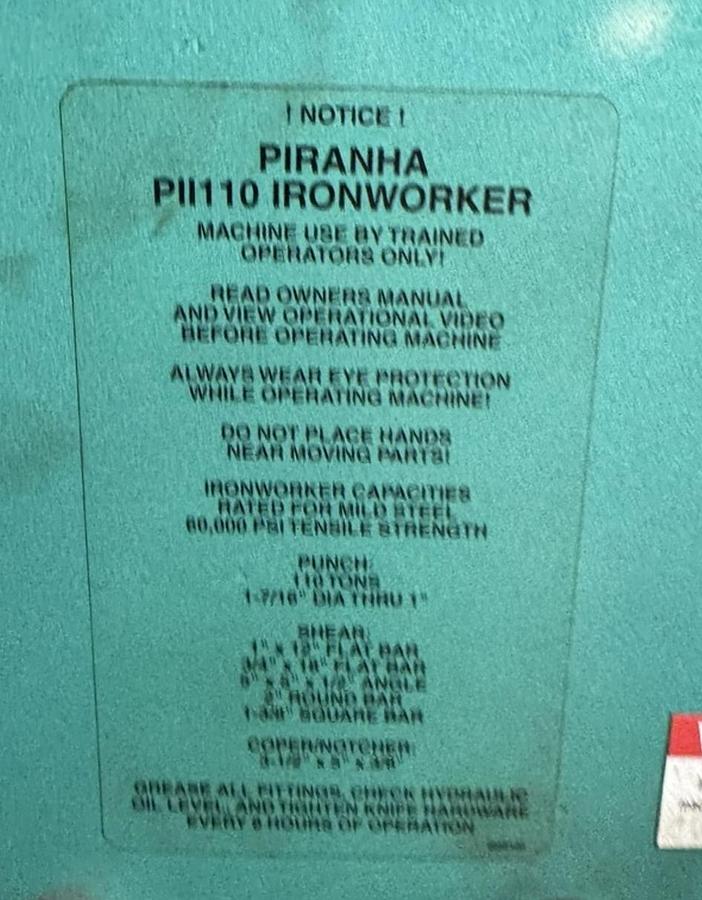 ! NOTICE !
PIRANHA
PII110 IRONWORKER
MACHINE USE BY TRAINED
OPERATORS ONLY!
READ OWNERS MANUAL
AND VIEW OPERATIONAL VIDEO
BEFORE OPERATING MACHINE
ALWAYS WEAR EYE PROTECTION
WHILE OPERATING MACHINE!
DO NOT PLACE HANDS
NEAR MOVING PARTS!
IRONWORKER CAPACITIES
RATED FOR MILD STEEL
60,000 PSI TENSILE STRENGTH
PUNCH:
110 TONS
1-7/16" DIA THRU 1"
SHEAR:
1" x 12" FLAT BAR
3/4" x 18" FLAT BAR
6" x 6" x 1/2" ANGLE
2" ROUND BAR
SQUARE BAR
COPER/NOTCHER:
GREASE ALL FITTINGS, CHECK HYDRAULIC
OIL LEVEL, AND TIGHTEN KNIFE HARDWARE
EVERY 8 HOURS OF OPERATION